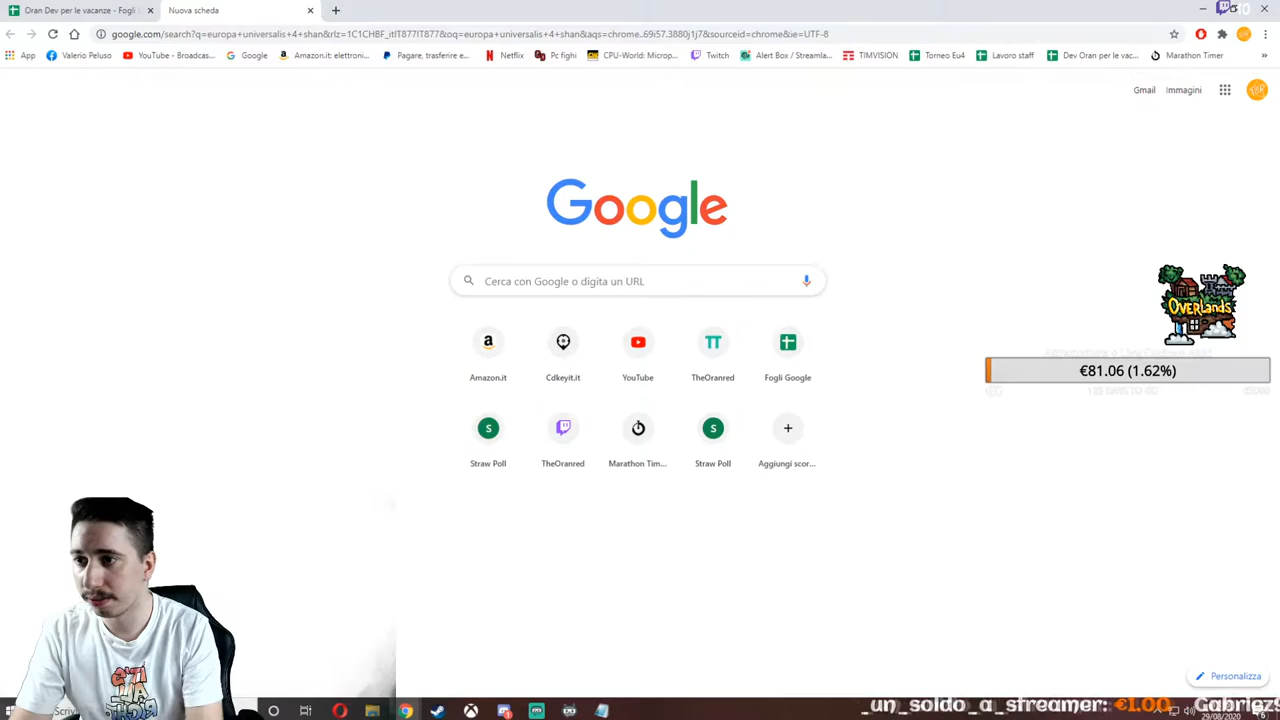 Oran Dev per le vacanze - Fogli
Nuova scheda
google.com/search?q=europa+universalis+4+shan&rlz=1C1CHBF_itIT877IT877&oq=europa+universalis+4+shan&aqs=chrome..69i57.3880j1j7&sourceid=chrome&ie=UTF-8
App Valerio Peluso YouTube - Broadcas... Google Amazon.it: elettroni... Pagare, trasferire e... Netflix Pc fighi CPU-World: Microp... Twitch Alert Box / Streamla... TIMVISION Torneo Eu4 Lavoro staff Dev Oran per le vac... Marathon Timer »
Gmail Immagini
Google
Cerca con Google o digita un URL
OVERLANDS
Amazon.it Cdkeyit.it YouTube TheOranred Fogli Google
€81.06 (1.62%)
Straw Poll TheOranred Marathon Tim... Straw Poll Aggiungi scor...
Personalizza
_un_soldo_a_streamer: €1.00
29/08/2020